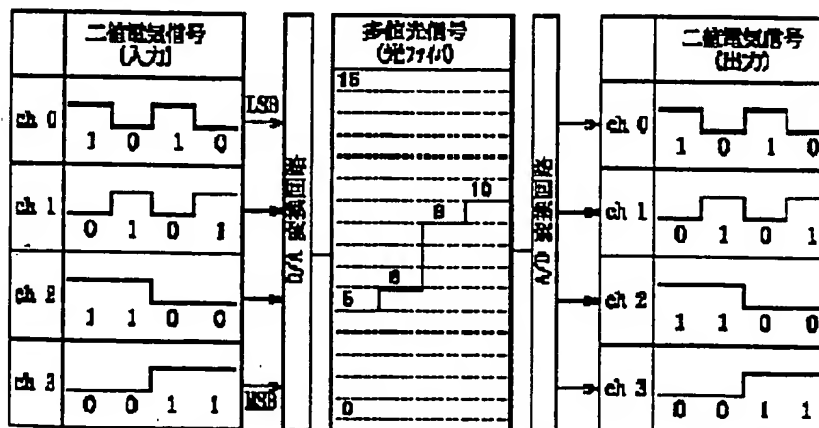 二値電気信号
(入力)
ch 0
1 0 1 0
LSB
ch 1
0 1 0 1
ch 2
1 1 0 0
ch 3
0 0 1 1
MSB
D/A 変換回路
多値光信号
(光ファイバ)
15
10
9
6
5
0
A/D 変換回路
二値電気信号
(出力)
ch 0
1 0 1 0
ch 1
0 1 0 1
ch 2
1 1 0 0
ch 3
0 0 1 1